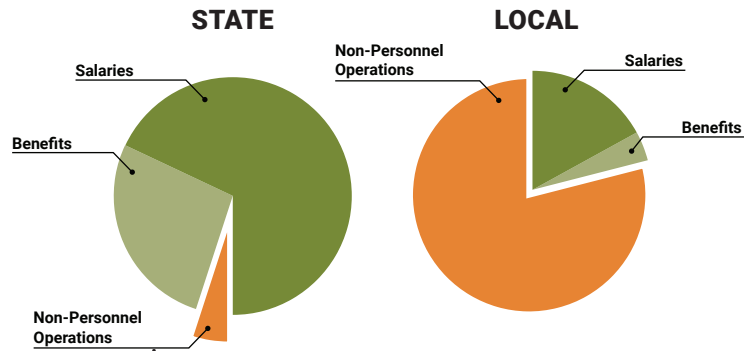 STATE
Salaries
Benefits
Non-Personnel
Operations
LOCAL
Non-Personnel
Operations
Salaries
Benefits